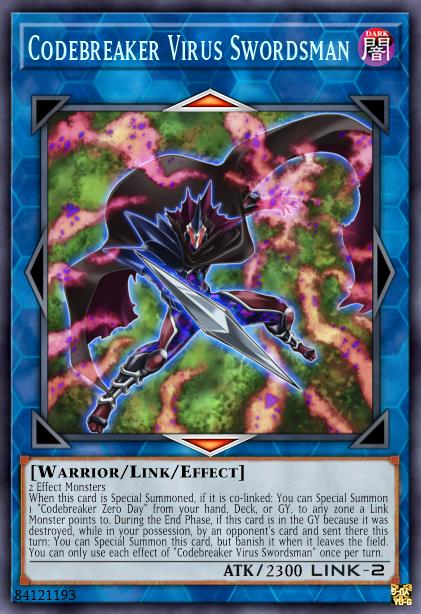 CODEBREAKER VIRUS SWORDSMAN
DARK
闇
[WARRIOR/LINK/EFFECT]
2 Effect Monsters
When this card is Special Summoned, if it is co-linked: You can Special Summon
1 "Codebreaker Zero Day" from your hand, Deck, or GY, to any zone a Link
Monster points to. During the End Phase, if this card is in the GY because it was
destroyed, while in your possession, by an opponent's card and sent there this
turn: You can Special Summon this card, but banish it when it leaves the field.
You can only use each effect of "Codebreaker Virus Swordsman" once per turn.
ATK/2300 LINK-2
84121193